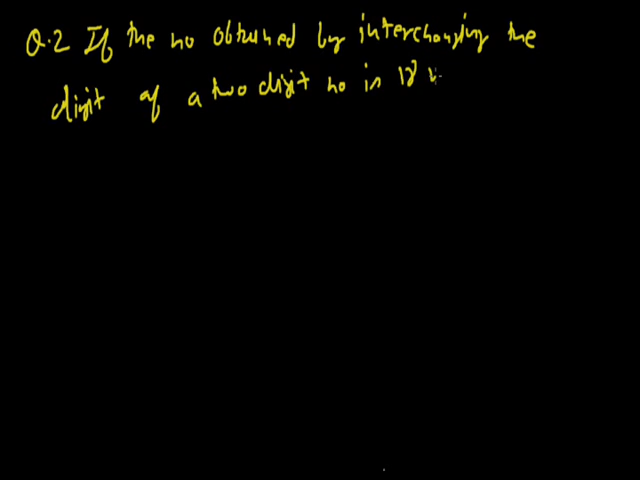 Q.2 If the no obtained by interchanging the
digit of a two digit no is 18